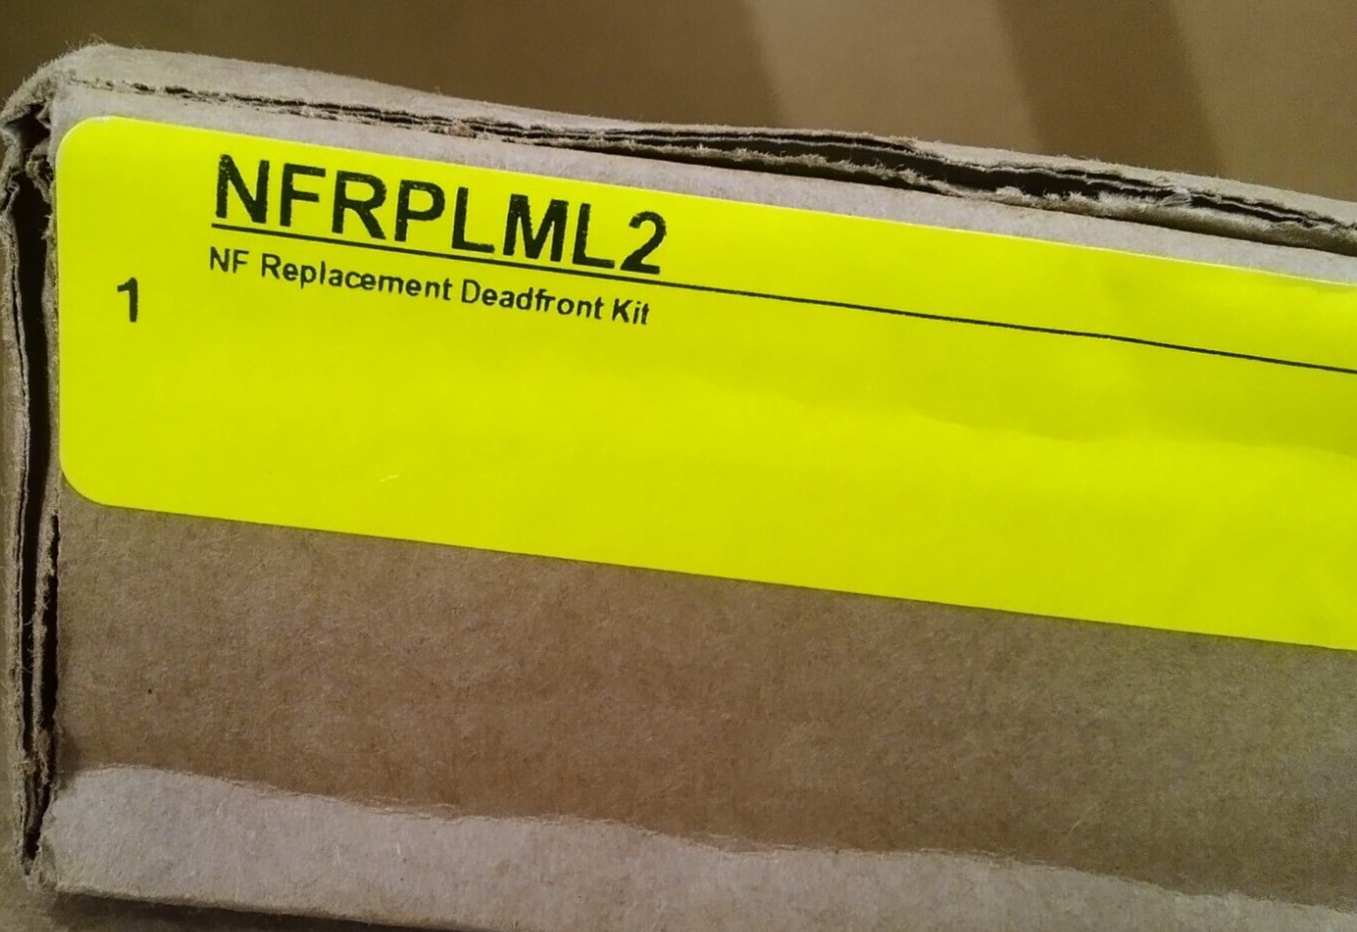 NFRPLML2
1
NF Replacement Deadfront Kit